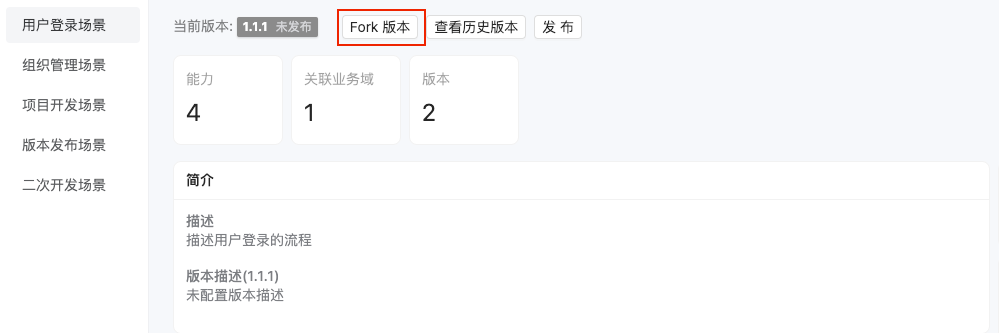 用户登录场景
组织管理场景
项目开发场景
版本发布场景
二次开发场景
当前版本: 1.1.1 未发布 Fork 版本 查看历史版本 发 布
能力 关联业务域 版本
4 1 2
简介
描述
描述用户登录的流程
版本描述(1.1.1)
未配置版本描述